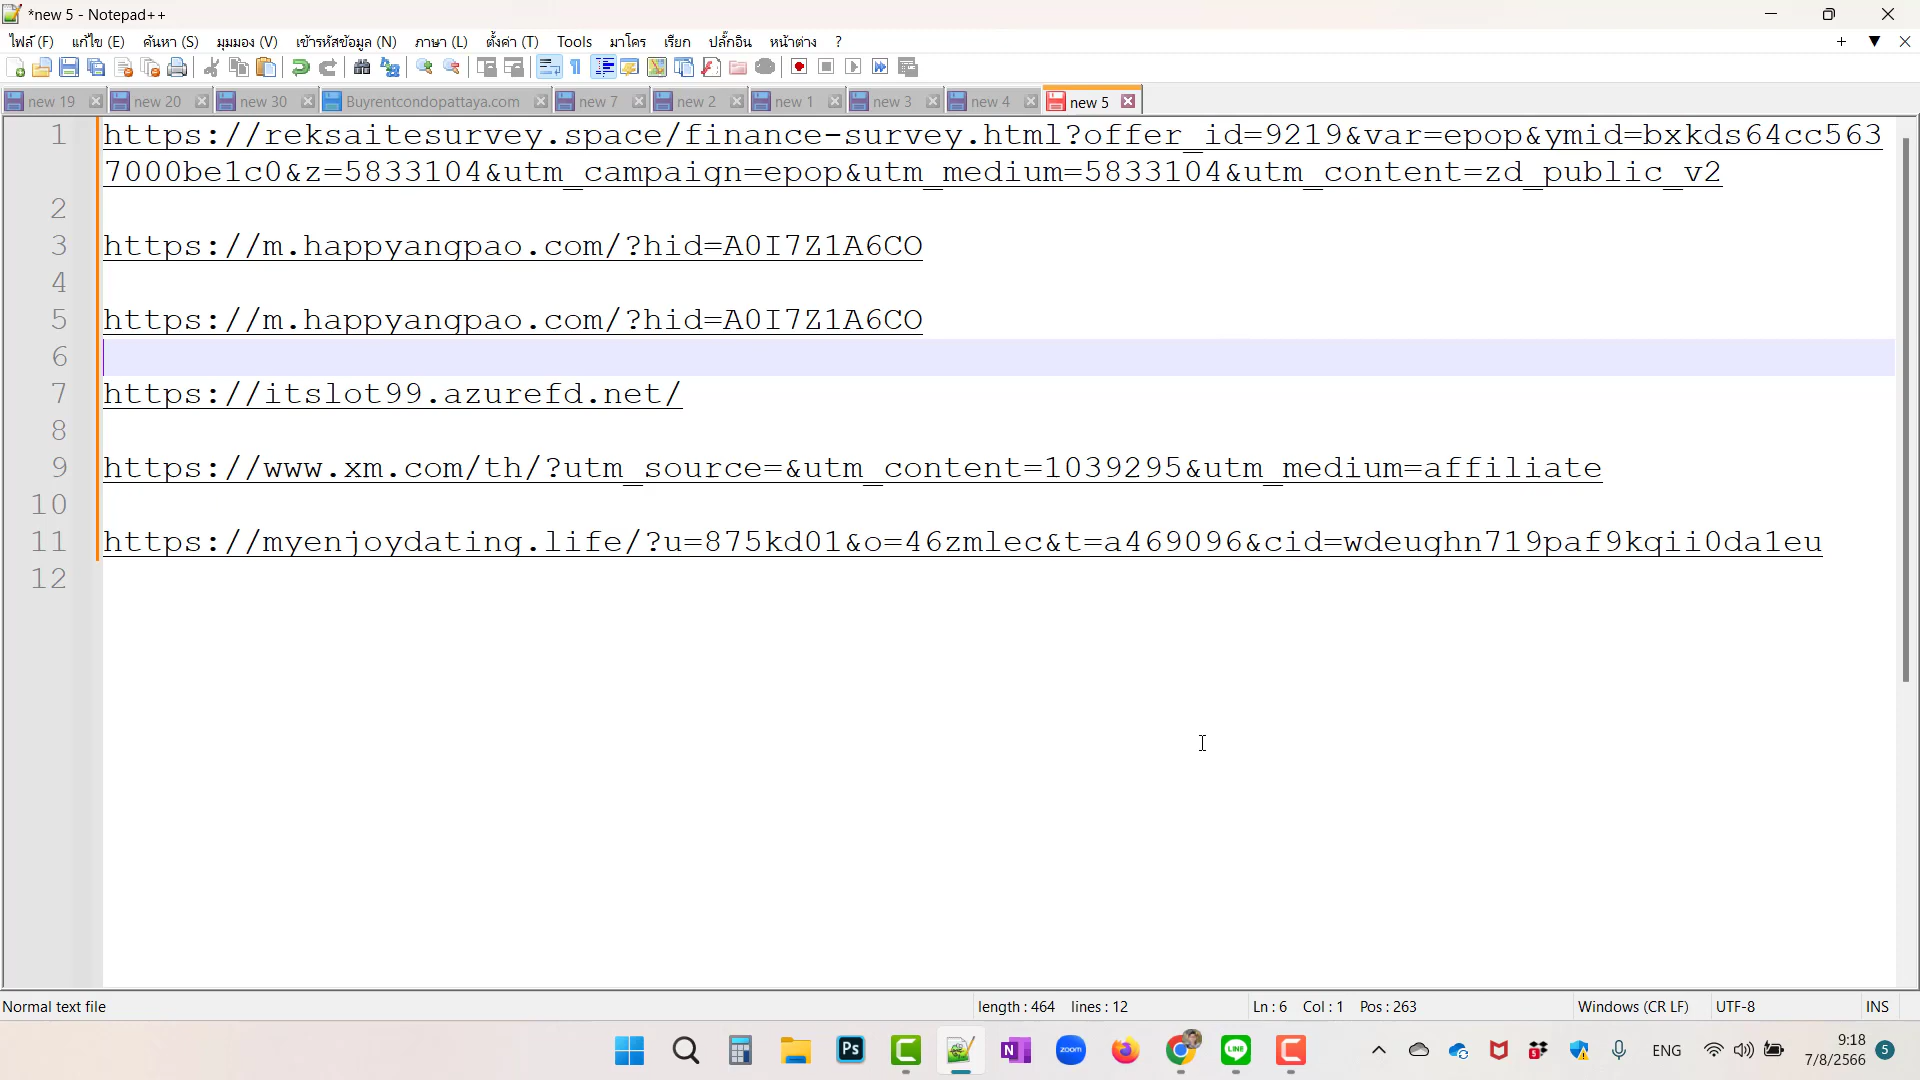 *new 5 - Notepad++
ไฟล์ (F) แก้ไข (E) ค้นหา (S) มุมมอง (V) เข้ารหัสข้อมูล (N) ภาษา (L) ตั้งค่า (T) Tools มาโคร เรียก ปลั๊กอิน หน้าต่าง ?
new 19 new 20 new 30 Buyrentcondopattaya.com new 7 new 2 new 1 new 3 new 4 new 5
1 https://reksaitesurvey.space/finance-survey.html?offer_id=9219&var=epop&ymid=bxkds64cc563
7000be1c0&z=5833104&utm_campaign=epop&utm_medium=5833104&utm_content=zd_public_v2
2
3 https://m.happyangpao.com/?hid=A0I7Z1A6CO
4
5 https://m.happyangpao.com/?hid=A0I7Z1A6CO
6
7 https://itslot99.azurefd.net/
8
9 https://www.xm.com/th/?utm_source=&utm_content=1039295&utm_medium=affiliate
10
11 https://myenjoydating.life/?u=875kd01&o=46zmlec&t=a469096&cid=wdeughn719paf9kqii0da1eu
12
Normal text file length : 464 lines : 12 Ln : 6 Col : 1 Pos : 263 Windows (CR LF) UTF-8 INS
Ps N zoom LINE C 5 ENG 9:18 5
7/8/2566